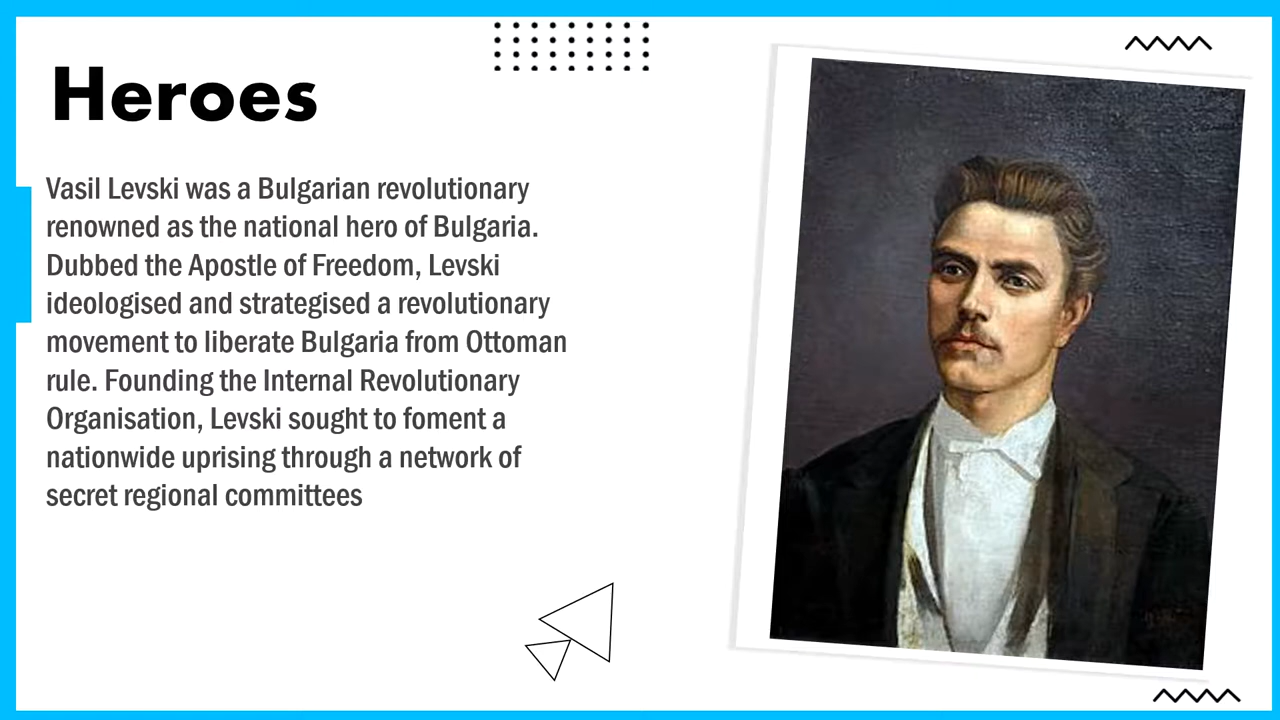 Heroes
Vasil Levski was a Bulgarian revolutionary
renowned as the national hero of Bulgaria.
Dubbed the Apostle of Freedom, Levski
ideologised and strategised a revolutionary
movement to liberate Bulgaria from Ottoman
rule. Founding the Internal Revolutionary
Organisation, Levski sought to foment a
nationwide uprising through a network of
secret regional committees